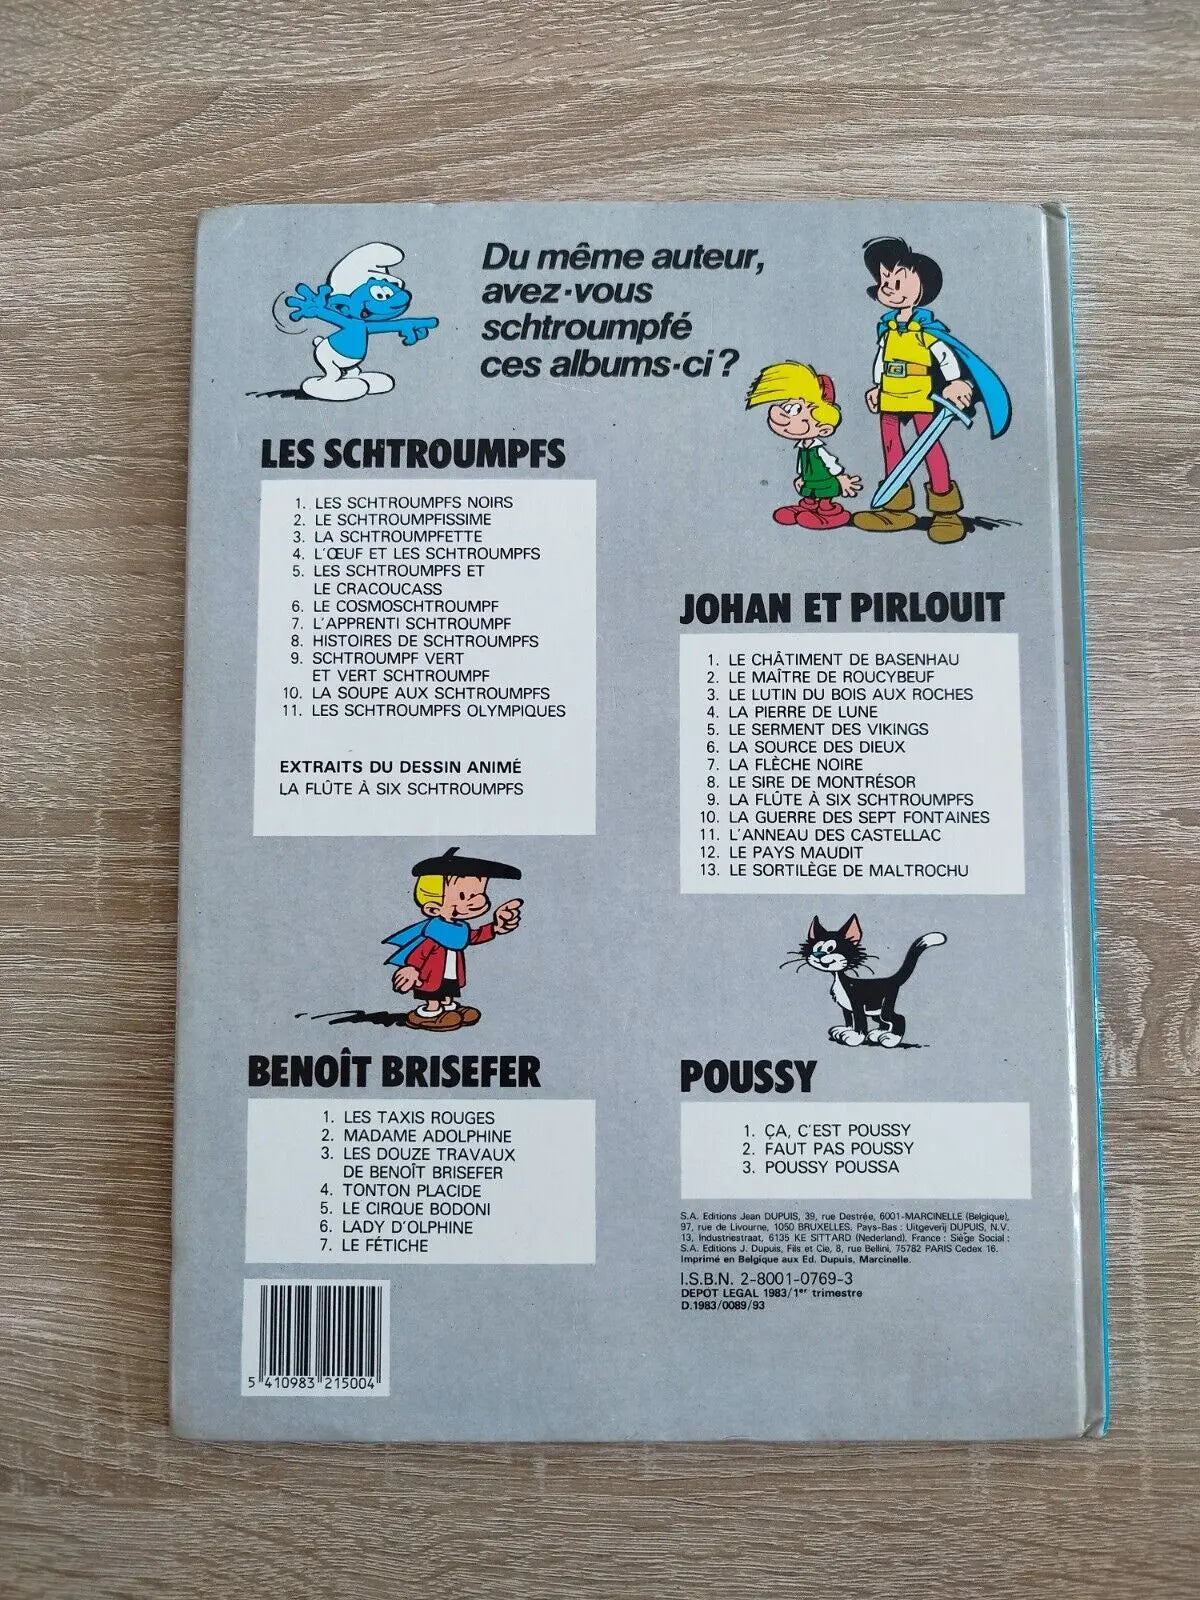 Du même auteur,
avez-vous
schtroumpfé
ces albums-ci ?
LES SCHTROUMPFS
1. LES SCHTROUMPFS NOIRS
2. LE SCHTROUMPFISSIME
3. LA SCHTROUMPFETTE
4. L'ŒUF ET LES SCHTROUMPFS
5. LES SCHTROUMPFS ET
LE CRACOUCASS
6. LE COSMOSCHTROUMPF
7. L'APPRENTI SCHTROUMPF
8. HISTOIRES DE SCHTROUMPFS
9. SCHTROUMPF VERT
ET VERT SCHTROUMPF
10. LA SOUPE AUX SCHTROUMPFS
11. LES SCHTROUMPFS OLYMPIQUES
EXTRAITS DU DESSIN ANIMÉ
LA FLÛTE À SIX SCHTROUMPFS
JOHAN ET PIRLOUIT
1. LE CHÂTIMENT DE BASENHAU
2. LE MAÎTRE DE ROUCYBEUF
3. LE LUTIN DU BOIS AUX ROCHES
4. LA PIERRE DE LUNE
5. LE SERMENT DES VIKINGS
6. LA SOURCE DES DIEUX
7. LA FLÈCHE NOIRE
8. LE SIRE DE MONTRÉSOR
9. LA FLÛTE À SIX SCHTROUMPFS
10. LA GUERRE DES SEPT FONTAINES
11. L'ANNEAU DES CASTELLAC
12. LE PAYS MAUDIT
13. LE SORTILÈGE DE MALTROCHU
BENOÎT BRISEFER
1. LES TAXIS ROUGES
2. MADAME ADOLPHINE
3. LES DOUZE TRAVAUX
DE BENOÎT BRISEFER
4. TONTON PLACIDE
5. LE CIRQUE BODONI
6. LADY D'OLPHINE
7. LE FÉTICHE
POUSSY
1. ÇA, C'EST POUSSY
2. FAUT PAS POUSSY
3. POUSSY POUSSA
S.A. Editions Jean DUPUIS, 39, rue Destrée, 6001-MARCINELLE (Belgique),
97, rue de Livourne, 1050 BRUXELLES. Pays-Bas : Uitgeverij DUPUIS, N.V.
13, Industriestraat, 6135 KE SITTARD (Nederland). France : Siège Social :
S.A. Editions J. Dupuis, Fils et Cie, 8, rue Bellini, 75782 PARIS Cedex 16.
Imprimé en Belgique aux Ed. Dupuis, Marcinelle.
I.S.B.N. 2-8001-0769-3
DEPOT LEGAL 1983/1er trimestre
D.1983/0089/93
5 410983 215004